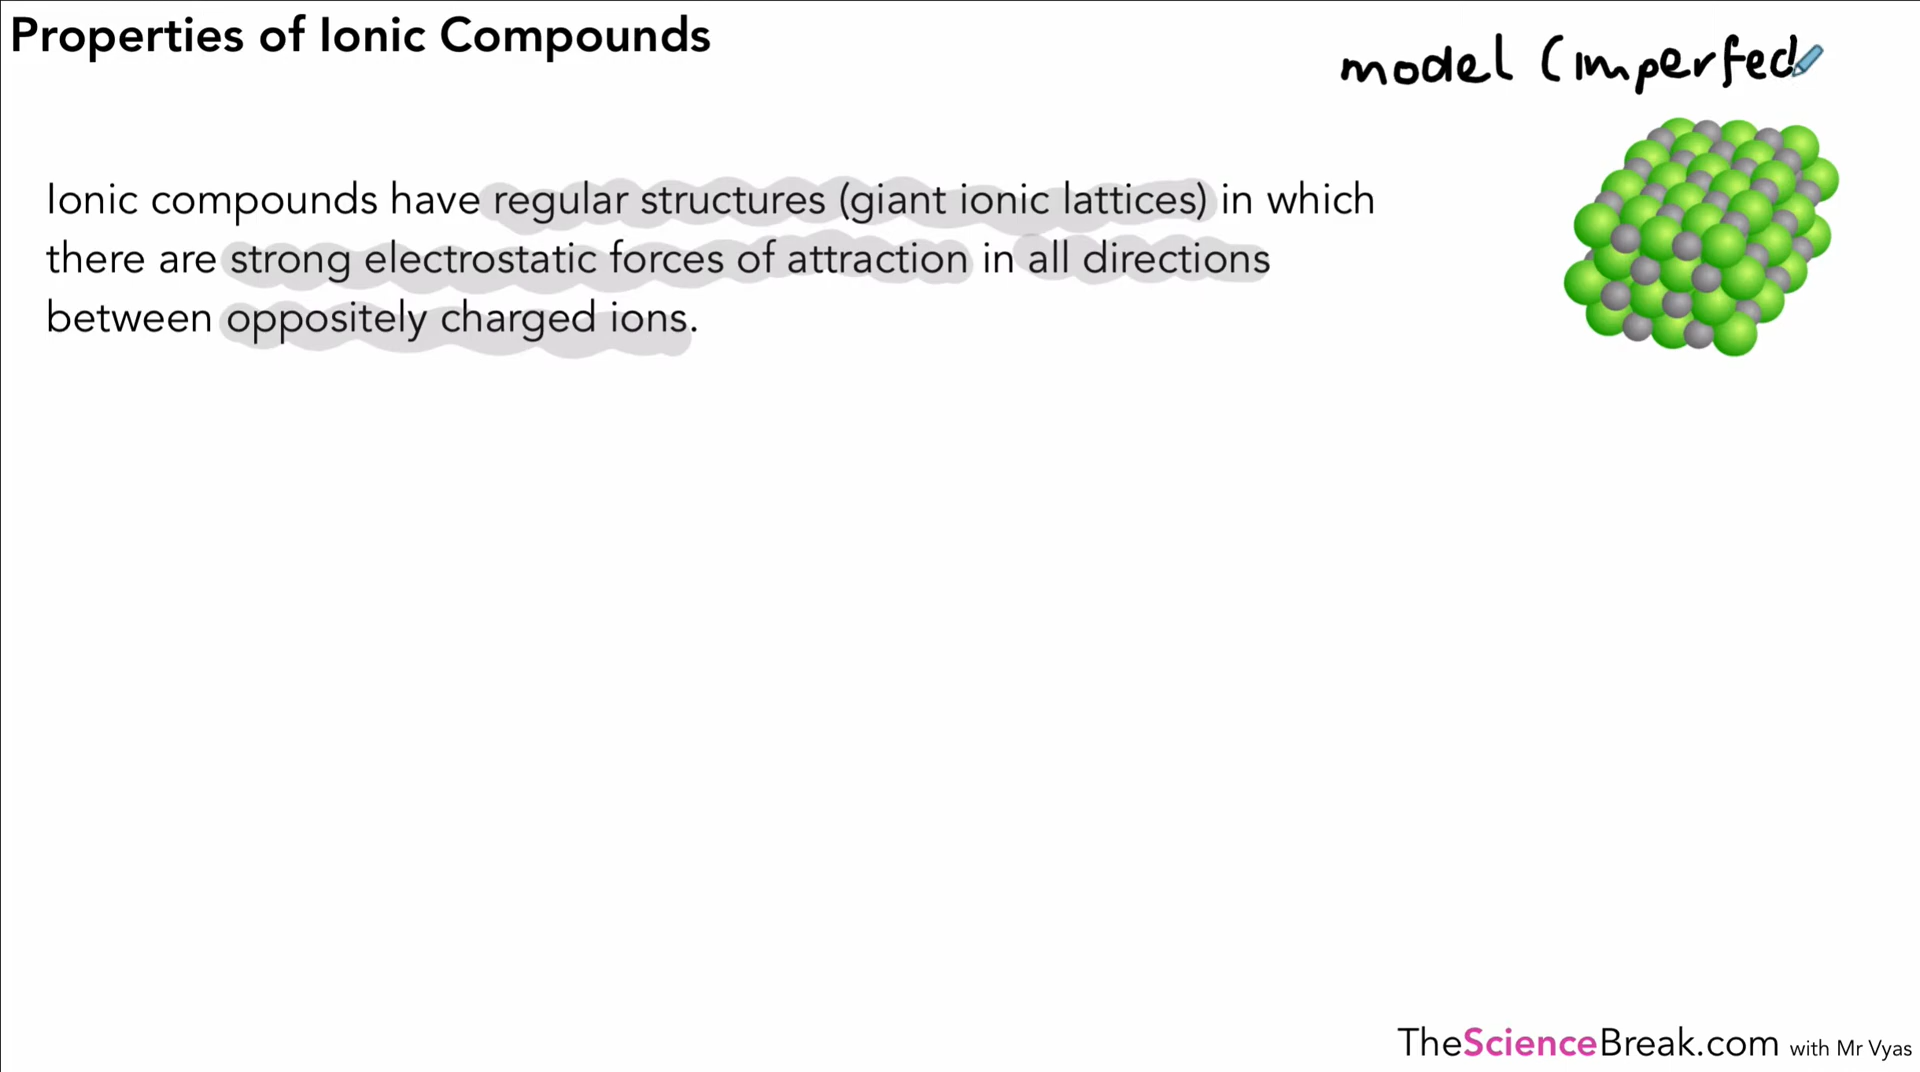 Properties of Ionic Compounds
model (imperfect
Ionic compounds have regular structures (giant ionic lattices) in which
there are strong electrostatic forces of attraction in all directions
between oppositely charged ions.
TheScienceBreak.com with Mr Vyas